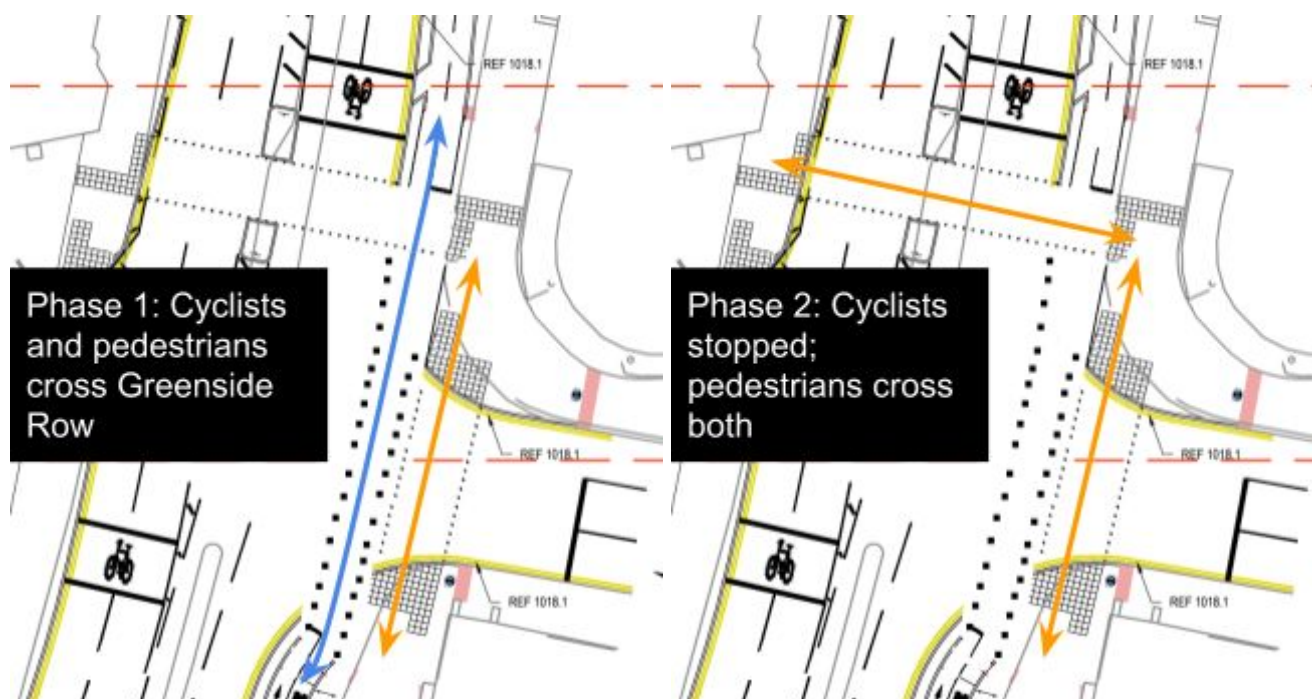 REF 1018.1
Phase 1: Cyclists
and pedestrians
cross Greenside
Row
REF 1018.1
REF 1018.1
REF 1018.1
Phase 2: Cyclists
stopped;
pedestrians cross
both
REF 1018.1
REF 1018.1